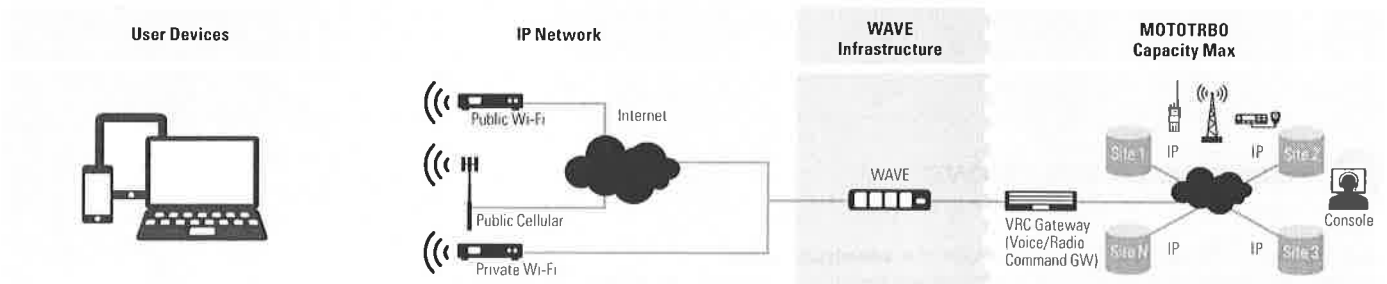 User Devices
IP Network
WAVE
Infrastructure
MOTOTRBO
Capacity Max
Public Wi-Fi
Internet
Public Cellular
Private Wi-Fi
WAVE
VRC Gateway
(Voice/Radio
Command GW)
Site 1
IP
IP
Site 2
Console
Site N
IP
IP
Site 3